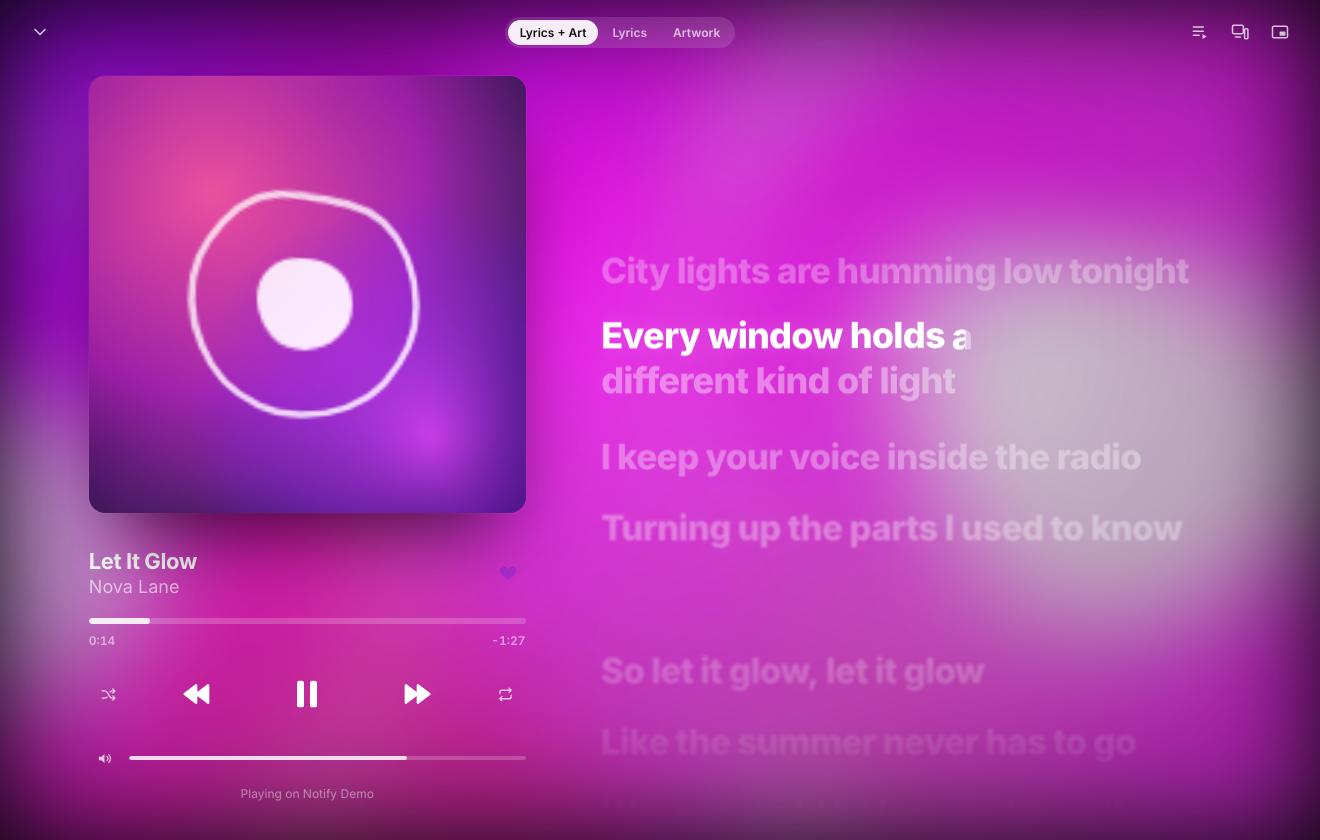 Lyrics + Art
Lyrics
Artwork
City lights are humming low tonight
Every window holds a
different kind of light
I keep your voice inside the radio
Turning up the parts I used to know
So let it glow, let it glow
Like the summer never has to go
Let It Glow
Nova Lane
0:14
-1:27
Playing on Notify Demo